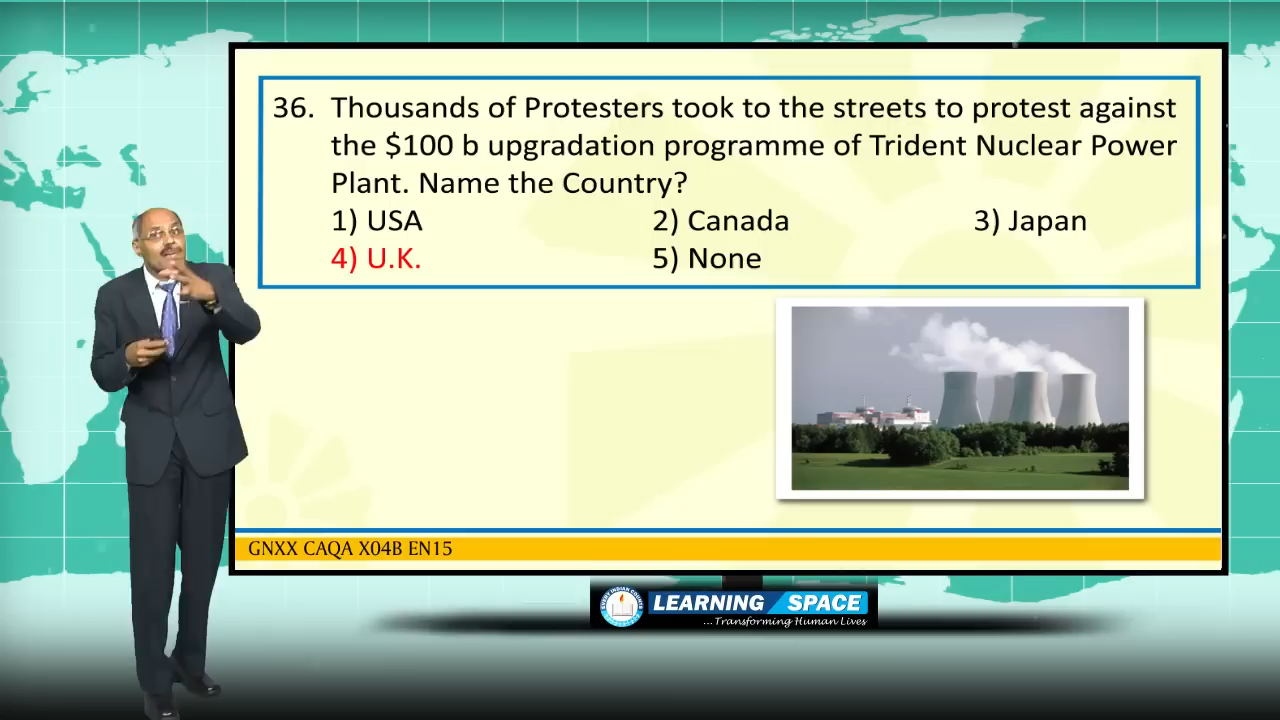 36. Thousands of Protesters took to the streets to protest against
the $100 b upgradation programme of Trident Nuclear Power
Plant. Name the Country?
1) USA 2) Canada 3) Japan
4) U.K. 5) None
GNXX CAQA X04B EN15
LEARNING SPACE
...Transforming Human Lives